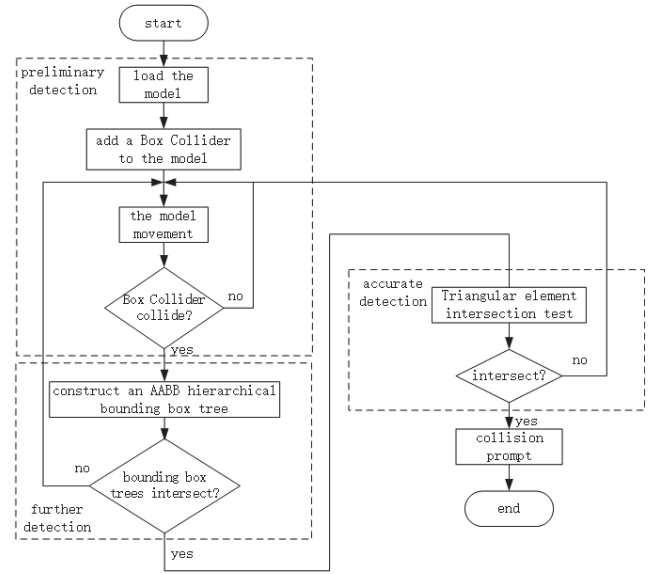 start
preliminary
detection
load the
model
add a Box Collider
to the model
the model
movement
Box Collider
collide?
no
yes
construct an AABB hierarchical
bounding box tree
no
bounding box
trees intersect?
further
detection
yes
accurate
detection
Triangular element
intersection test
intersect?
no
yes
collision
prompt
end